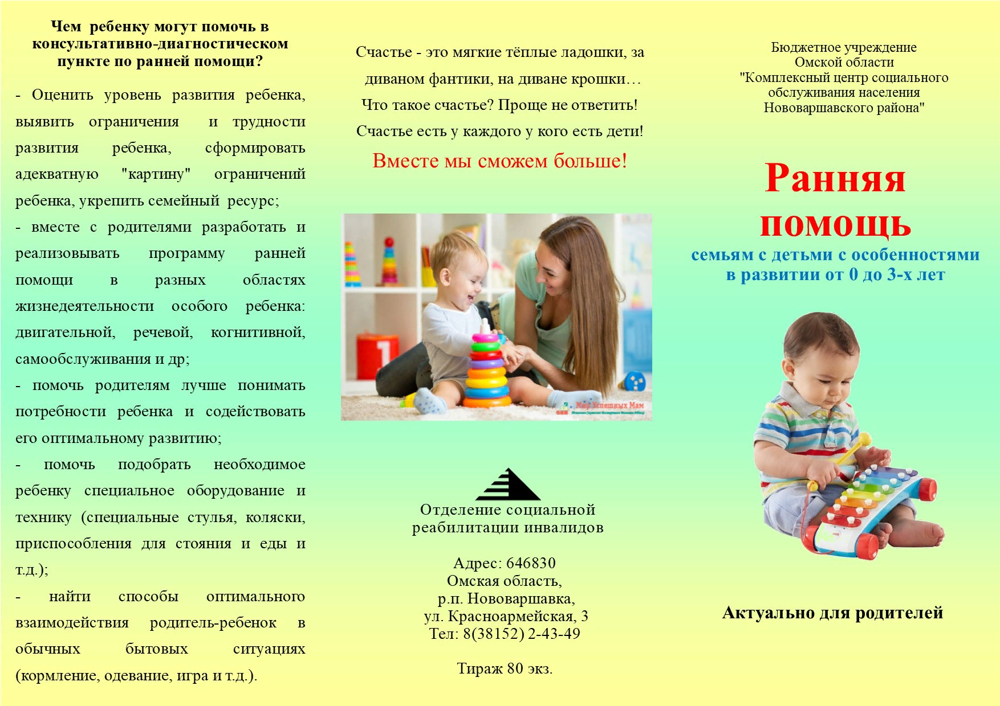 Чем  ребенку могут помочь в
консультативно-диагностическом
пункте по ранней помощи?
- Оценить уровень развития ребенка,
выявить ограничения  и трудности
развития ребенка, сформировать
адекватную "картину" ограничений
ребенка, укрепить семейный  ресурс;
- вместе с родителями разработать и
реализовывать программу ранней
помощи в разных областях
жизнедеятельности особого ребенка:
двигательной, речевой, когнитивной,
самообслуживания и др;
- помочь родителям лучше понимать
потребности ребенка и содействовать
его оптимальному развитию;
- помочь подобрать необходимое
ребенку специальное оборудование и
технику (специальные стулья, коляски,
приспособления для стояния и еды и
т.д.);
- найти способы оптимального
взаимодействия родитель-ребенок в
обычных бытовых ситуациях
(кормление, одевание, игра и т.д.).
Счастье - это мягкие тёплые ладошки, за
диваном фантики, на диване крошки…
Что такое счастье? Проще не ответить!
Счастье есть у каждого у кого есть дети!
Вместе мы сможем больше!
1
Мир Успешных Мам
Отделение социальной
реабилитации инвалидов
Адрес: 646830
Омская область,
р.п. Нововаршавка,
ул. Красноармейская, 3
Тел: 8(38152) 2-43-49
Тираж 80 экз.
Бюджетное учреждение
Омской области
"Комплексный центр социального
обслуживания населения
Нововаршавского района"
Ранняя
помощь
семьям с детьми с особенностями
в развитии от 0 до 3-х лет
Актуально для родителей